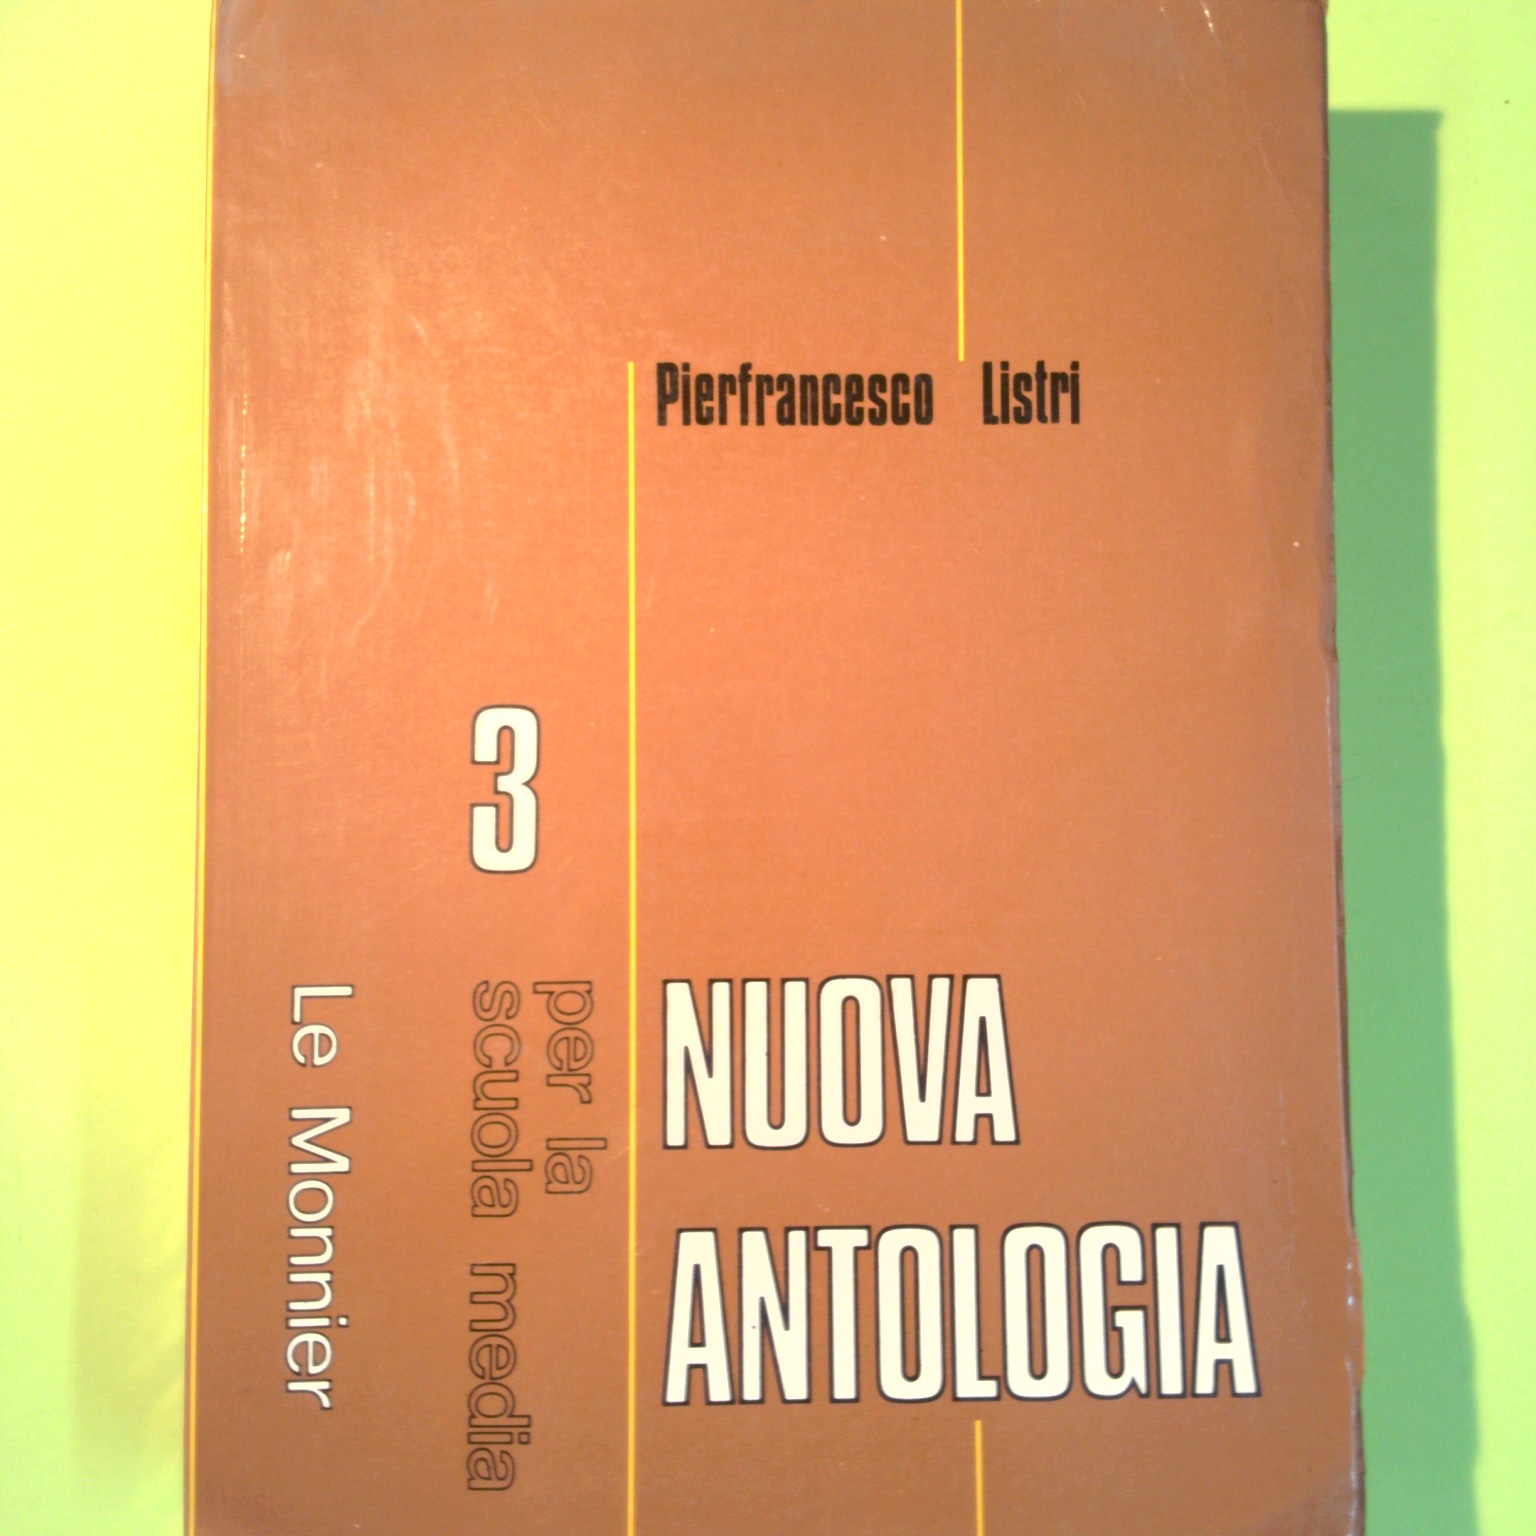 Pierfrancesco Listri
3
NUOVA
ANTOLOGIA
per la
scuola media
Le Monnier